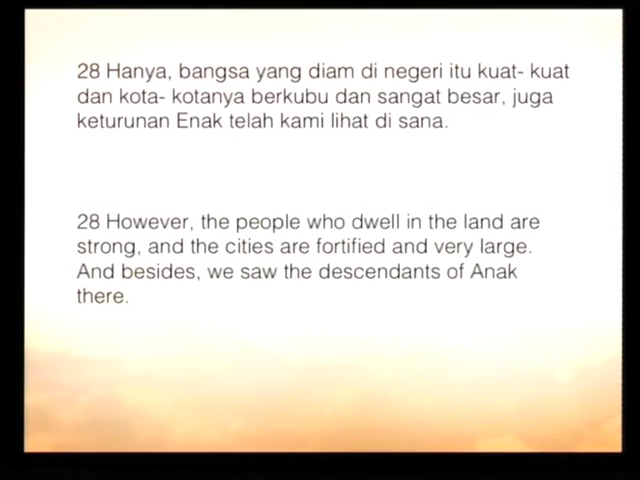 28 Hanya, bangsa yang diam di negeri itu kuat- kuat
dan kota- kotanya berkubu dan sangat besar, juga
keturunan Enak telah kami lihat di sana.
28 However, the people who dwell in the land are
strong, and the cities are fortified and very large.
And besides, we saw the descendants of Anak
there.